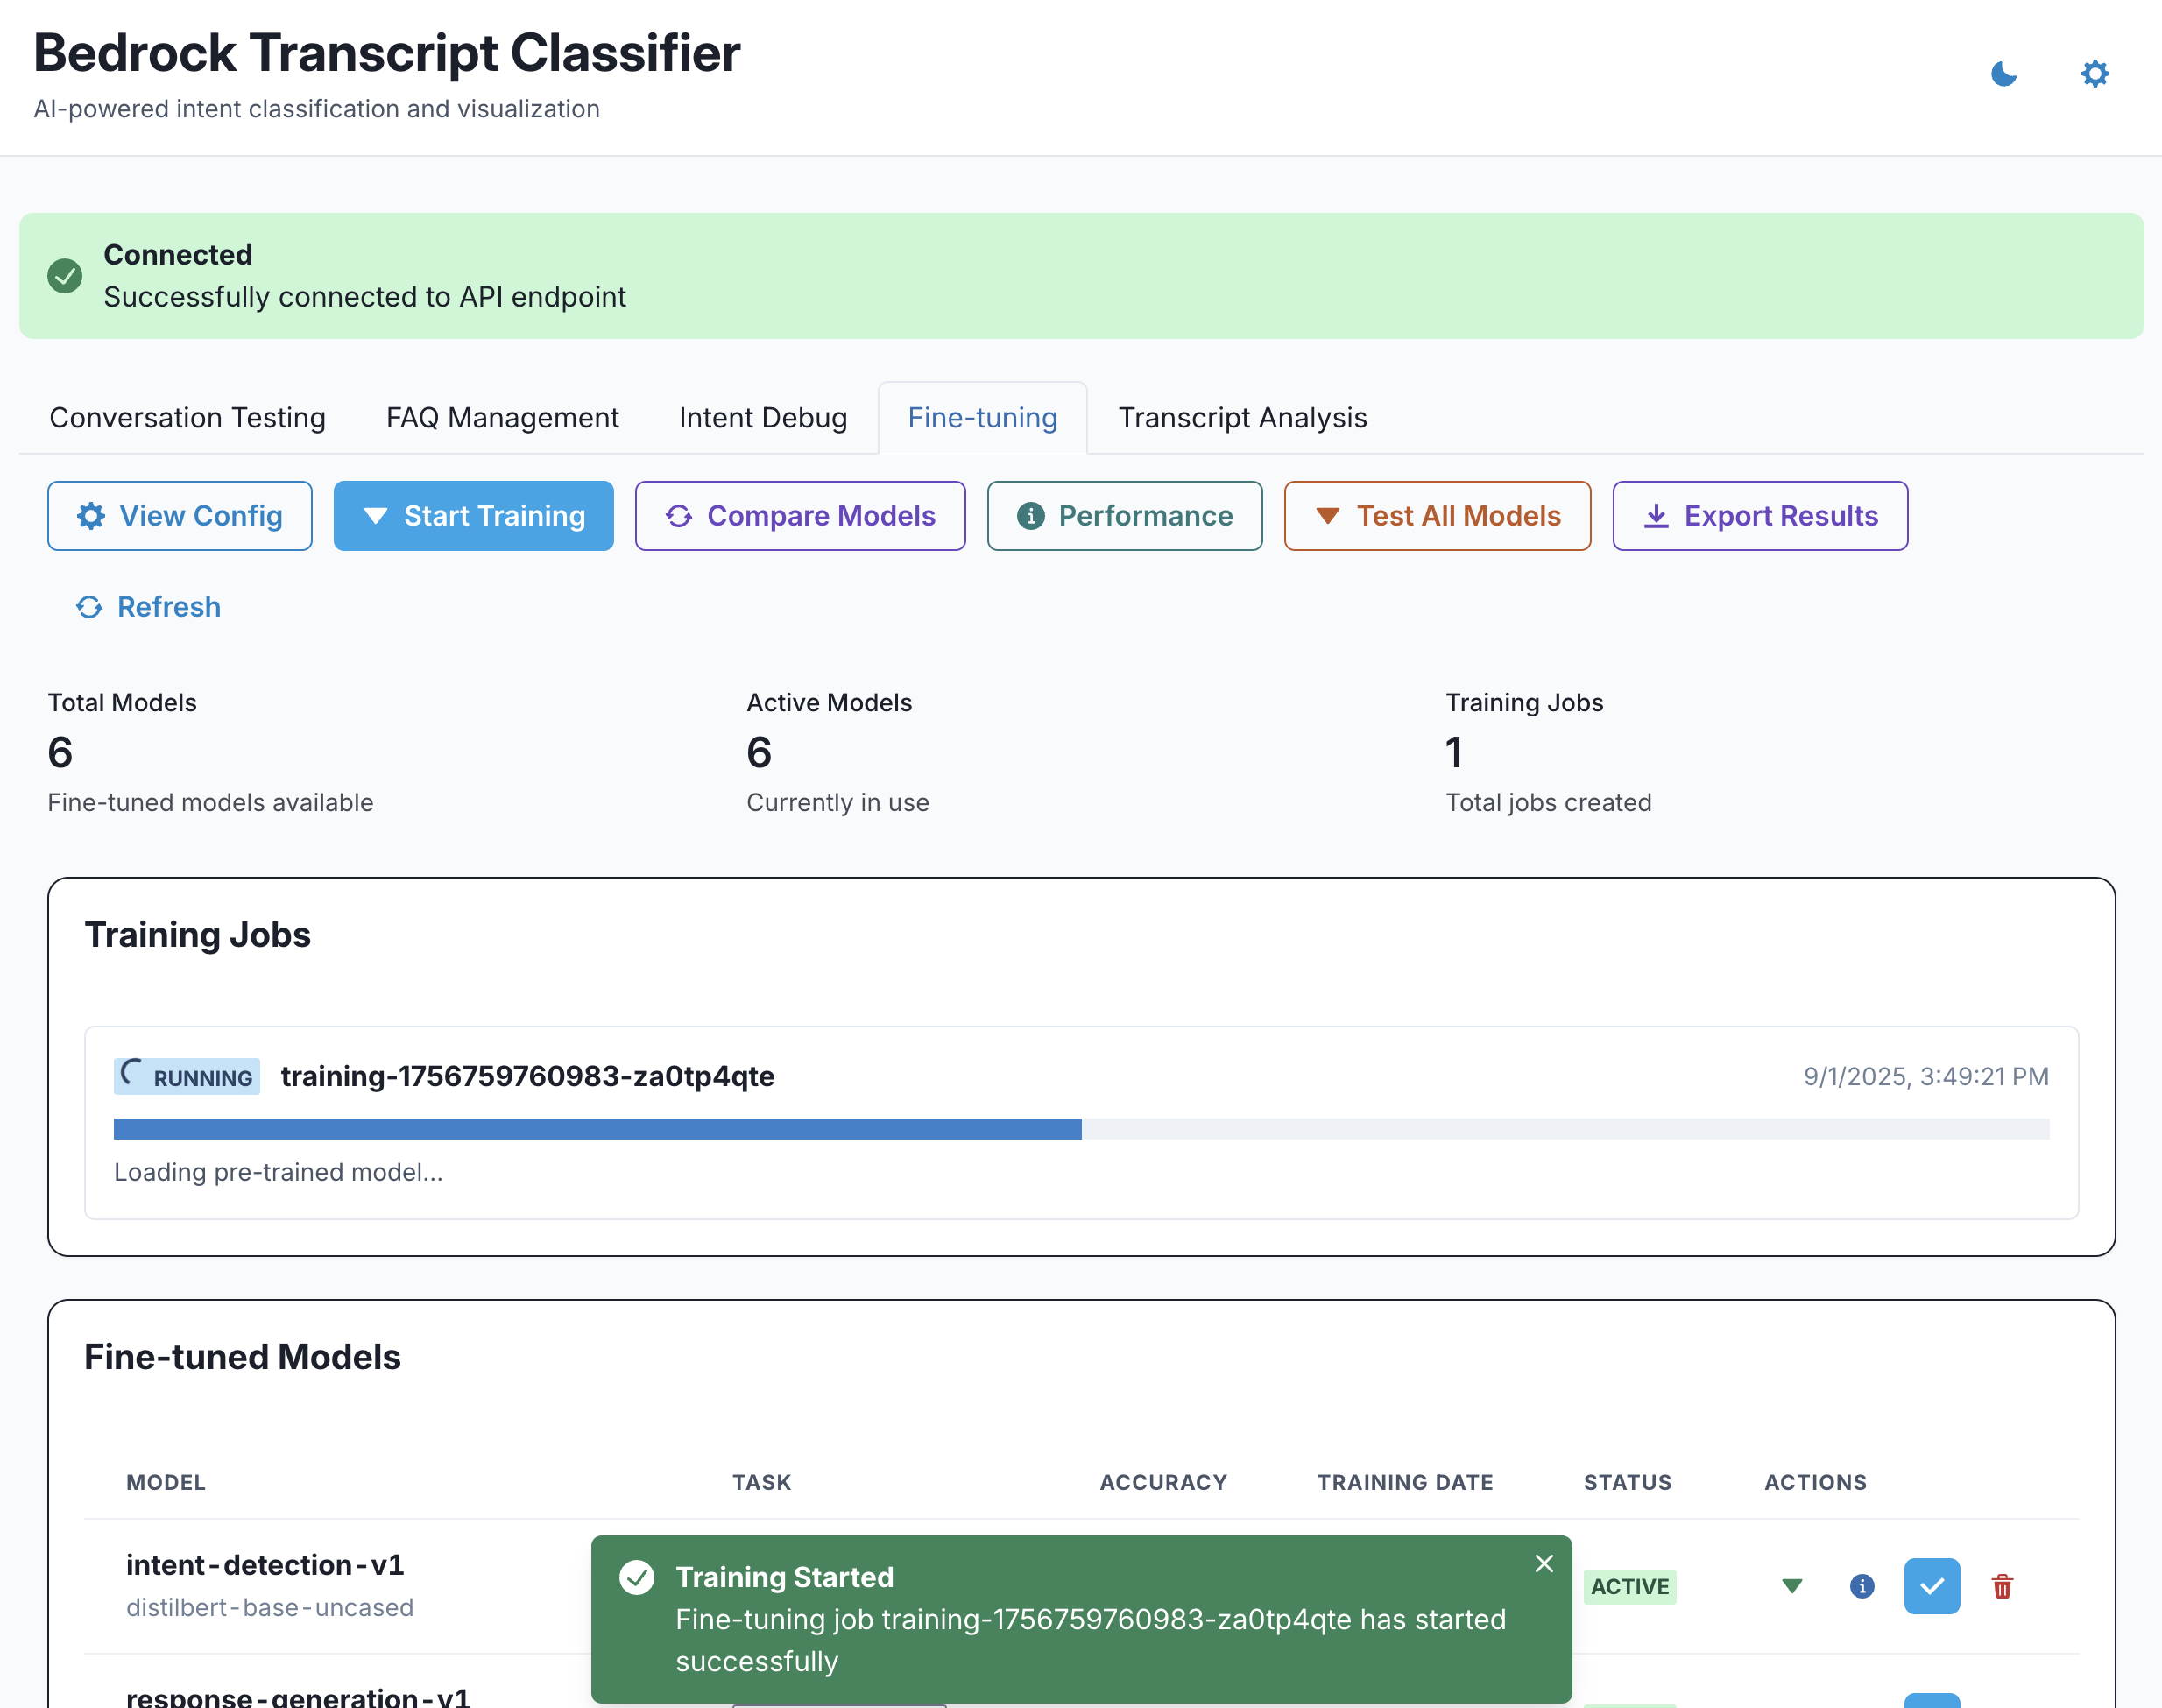 Bedrock Transcript Classifier
AI-powered intent classification and visualization
Connected
Successfully connected to API endpoint
Conversation Testing
FAQ Management
Intent Debug
Fine-tuning
Transcript Analysis
View Config
Start Training
Compare Models
Performance
Test All Models
Export Results
Refresh
Total Models
6
Fine-tuned models available
Active Models
6
Currently in use
Training Jobs
1
Total jobs created
Training Jobs
RUNNING
training-1756759760983-za0tp4qte
9/1/2025, 3:49:21 PM
Loading pre-trained model...
Fine-tuned Models
MODEL
TASK
ACCURACY
TRAINING DATE
STATUS
ACTIONS
intent-detection-v1
distilbert-base-uncased
ACTIVE
Training Started
Fine-tuning job training-1756759760983-za0tp4qte has started
successfully
response-generation-v1